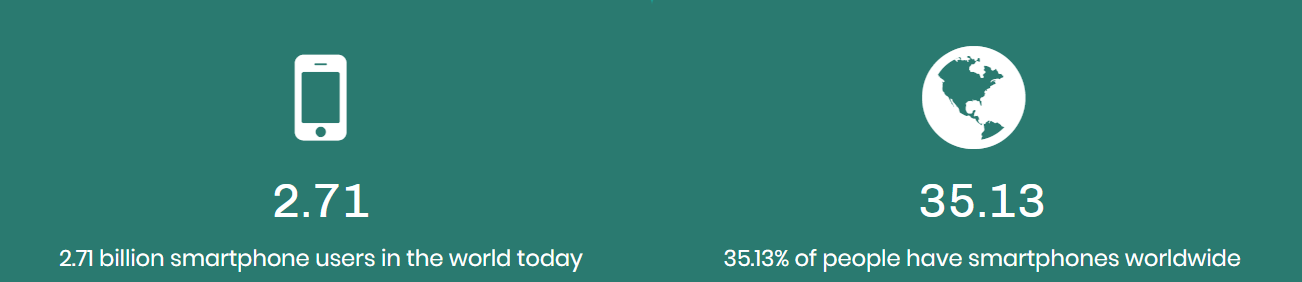 2.71
35.13
2.71 billion smartphone users in the world today
35.13% of people have smartphones worldwide